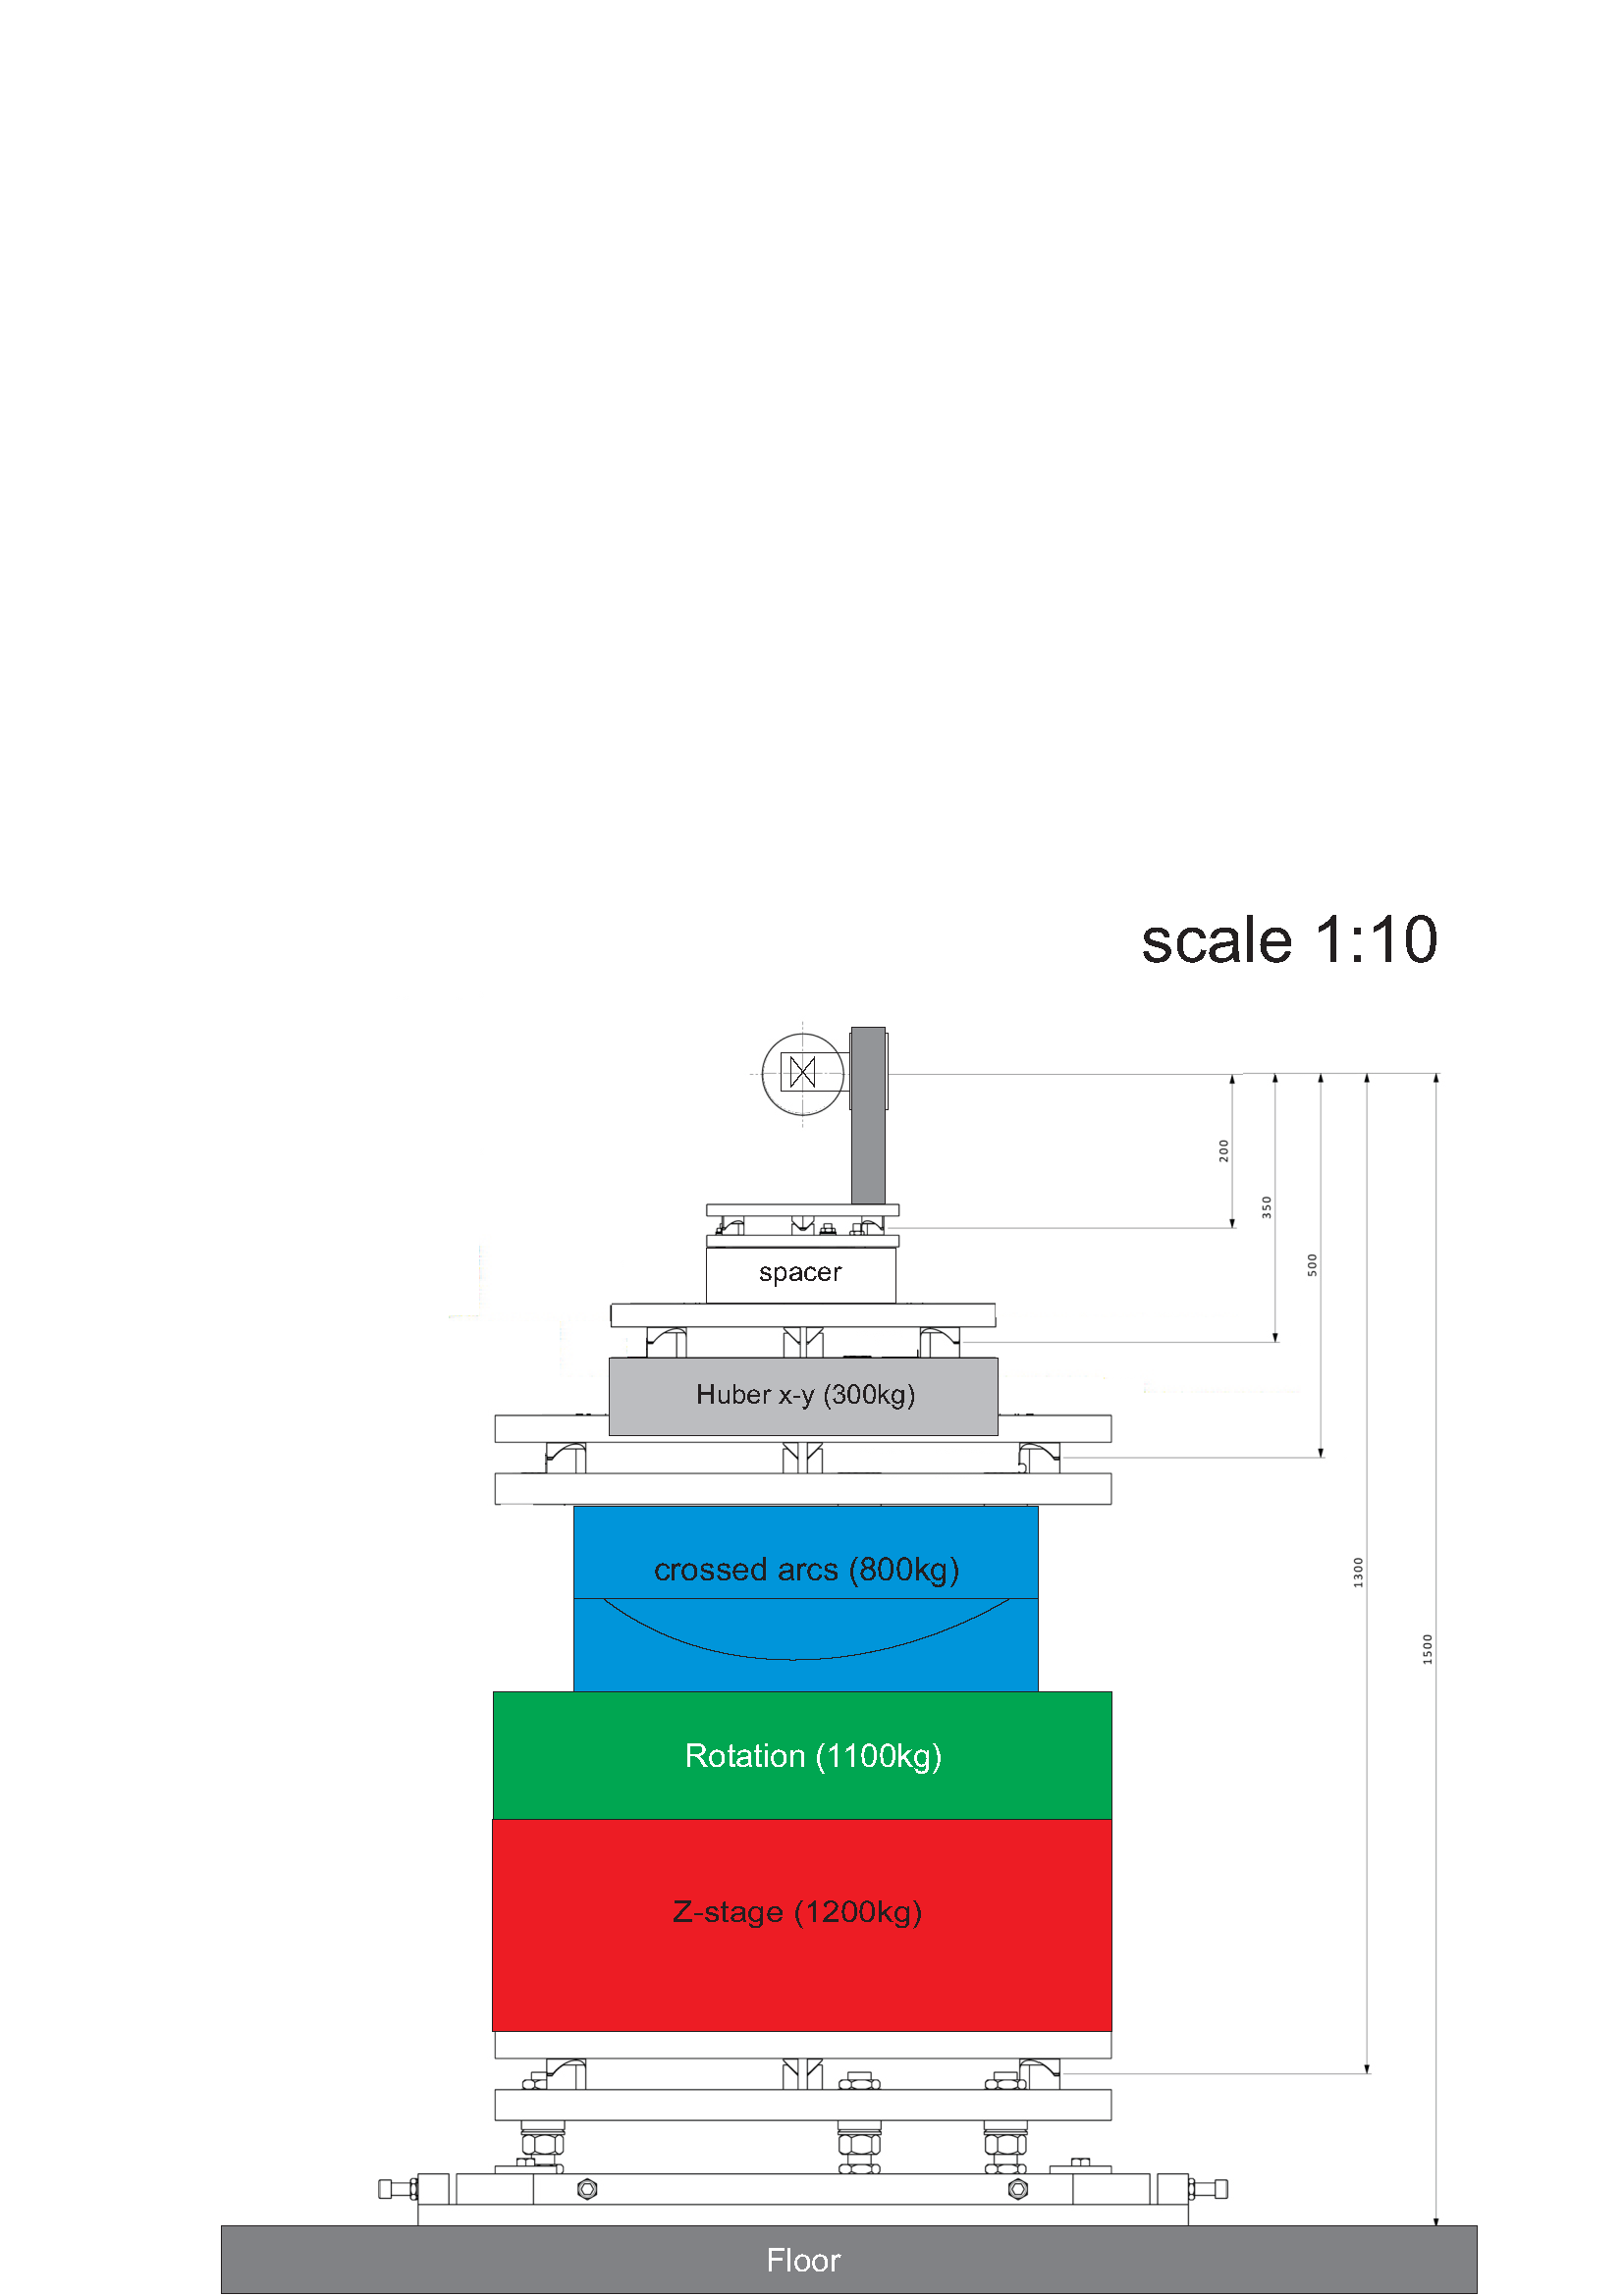 scale 1:10
200
350
spacer
500
Huber x-y (300kg)
crossed arcs (800kg)
1300
1500
Rotation (1100kg)
Z-stage (1200kg)
Floor